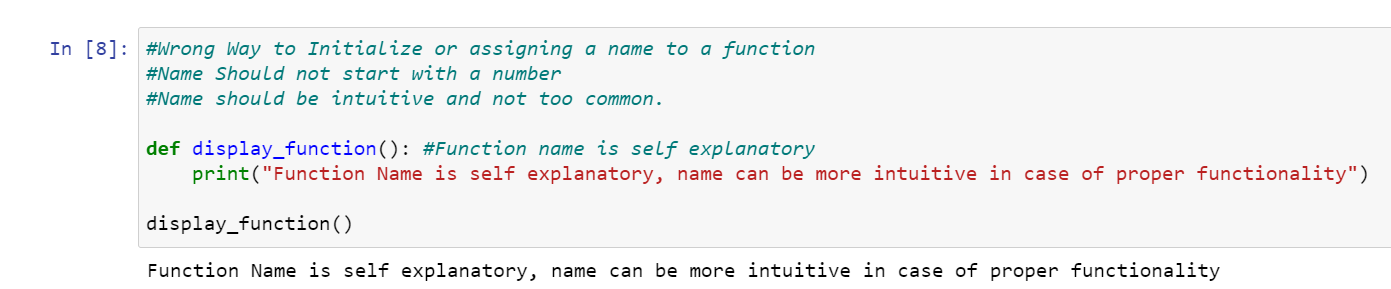 In [8]: #Wrong Way to Initialize or assigning a name to a function
#Name Should not start with a number
#Name should be intuitive and not too common.
def display_function(): #Function name is self explanatory
    print("Function Name is self explanatory, name can be more intuitive in case of proper functionality")
display_function()
Function Name is self explanatory, name can be more intuitive in case of proper functionality